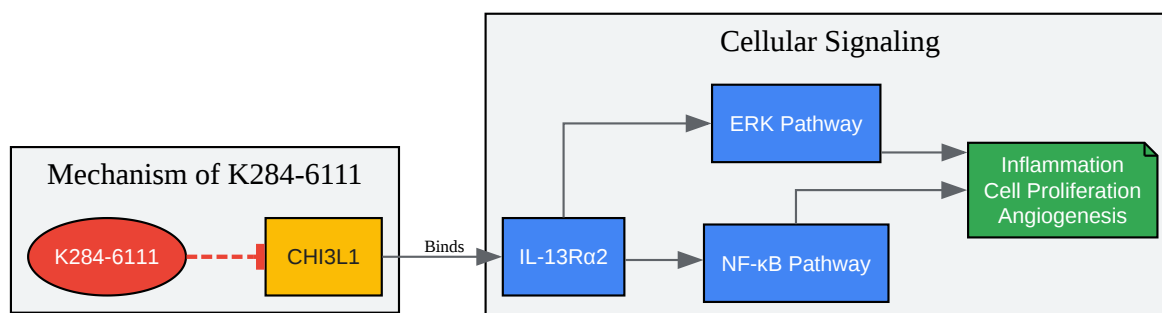 Cellular Signaling
ERK Pathway
Mechanism of K284-6111
Inflammation
Cell Proliferation
Angiogenesis
K284-6111
CHI3L1
Binds
IL-13Rα2
NF-κB Pathway